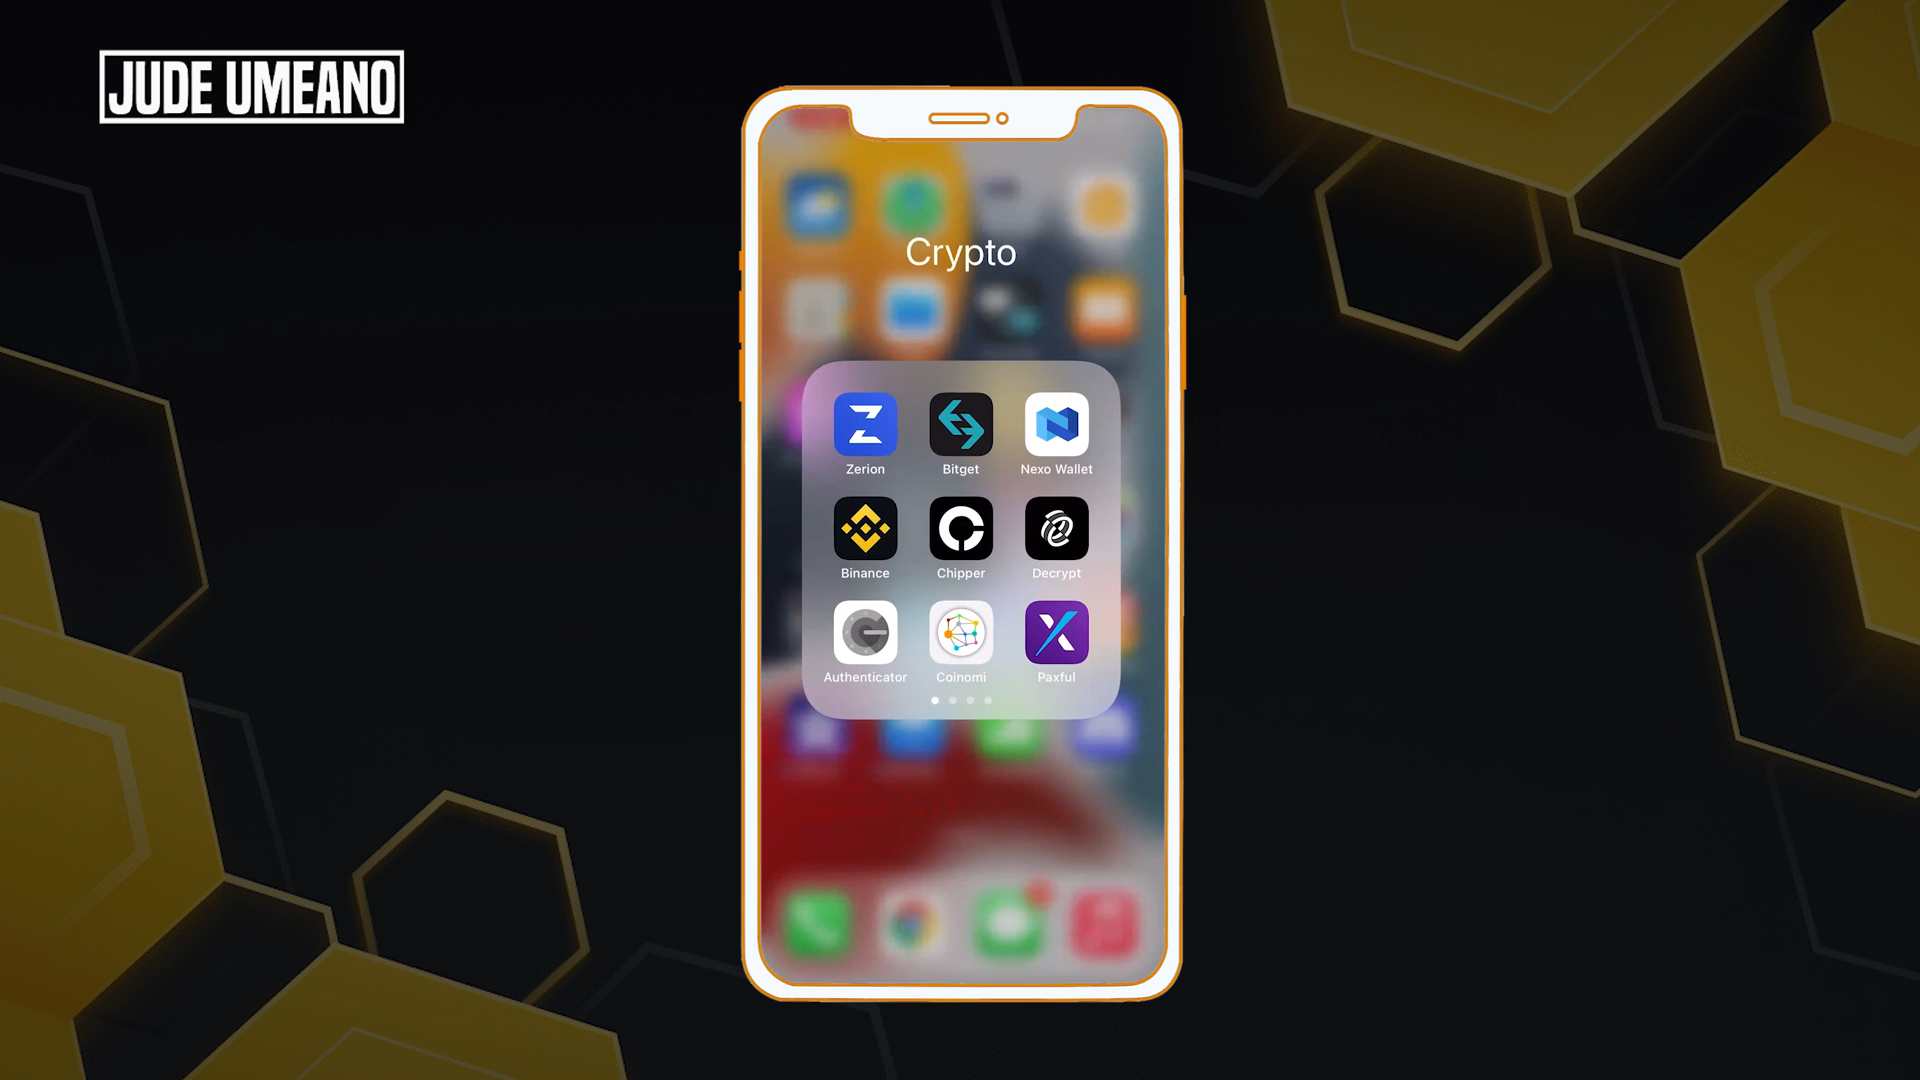 JUDE UMEANO
Crypto
Zerion Bitget Nexo Wallet
Binance Chipper Decrypt
Authenticator Coinomi Paxful